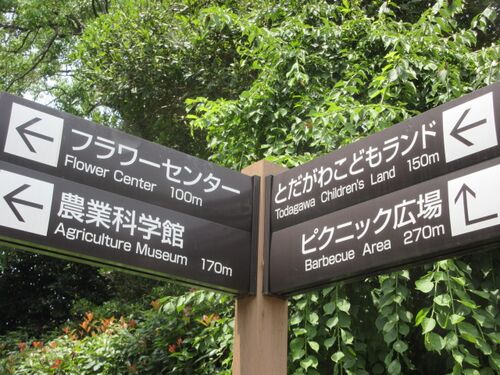 フラワーセンター
Flower Center 100m
農業科学館
Agriculture Museum 170m
とだがわこどもランド
Todagawa Children's Land 150m
ピクニック広場
Barbecue Area 270m